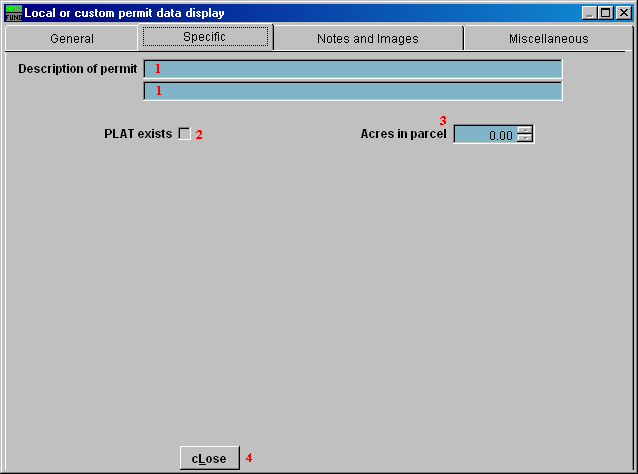 FUND Local or custom permit data display
General Specific Notes and Images Miscellaneous
Description of permit 1
1
3
PLAT exists 2 Acres in parcel 0.00
cLose 4